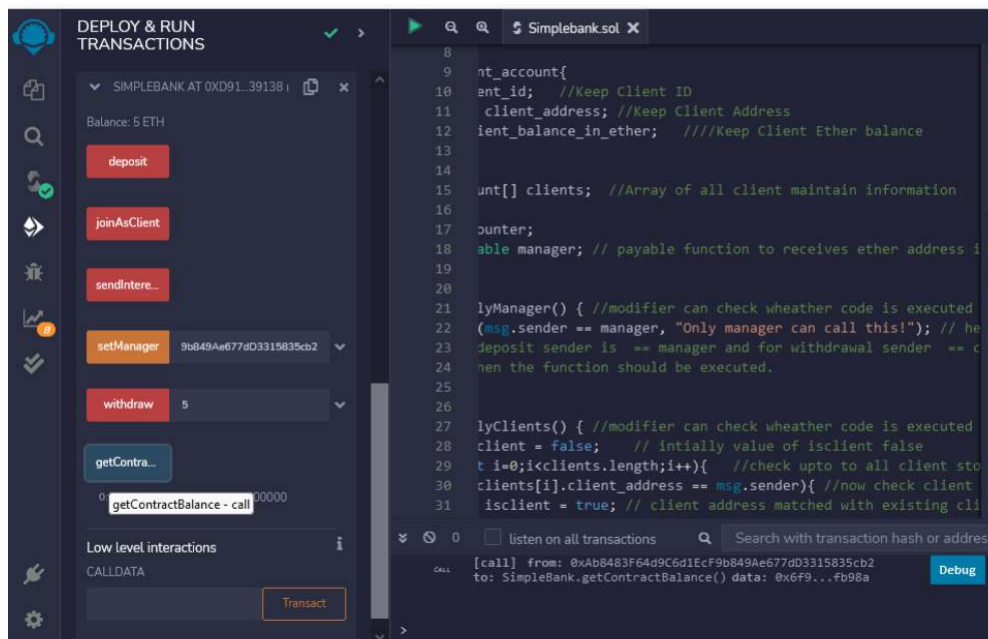 DEPLOY & RUN
TRANSACTIONS
SIMPLEBANK AT 0XD91...39138
Balance: 5 ETH
deposit
joinAsClient
sendIntere...
setManager 9b849Ae677dD3315835cb2
withdraw 5
getContra...
getContractBalance - call
Low level interactions i
CALLDATA
Transact
8
Simplebank.sol
8
9 nt_account{
10 ent_id; //Keep Client ID
11 client_address; //Keep Client Address
12 ient_balance_in_ether; ////Keep Client Ether balance
13
14
15 unt[] clients; //Array of all client maintain information
16
17 ounter;
18 able manager; // payable function to receives ether address i
19
20
21 lyManager() { //modifier can check wheather code is executed
22 (msg.sender == manager, "Only manager can call this!"); // he
23 deposit sender is == manager and for withdrawal sender == c
24 hen the function should be executed.
25
26
27 lyClients() { //modifier can check wheather code is executed
28 client = false; // intially value of isclient false
29 t i=0;i<clients.length;i++){ //check upto to all client sto
30 clients[i].client_address == msg.sender){ //now check client
31 isclient = true; // client address matched with existing cli
0 listen on all transactions Search with transaction hash or addres
CALL [call] from: 0xAb8483F64d9C6d1EcF9b849Ae677dD3315835cb2
to: SimpleBank.getContractBalance() data: 0x6f9...fb98a
Debug
>